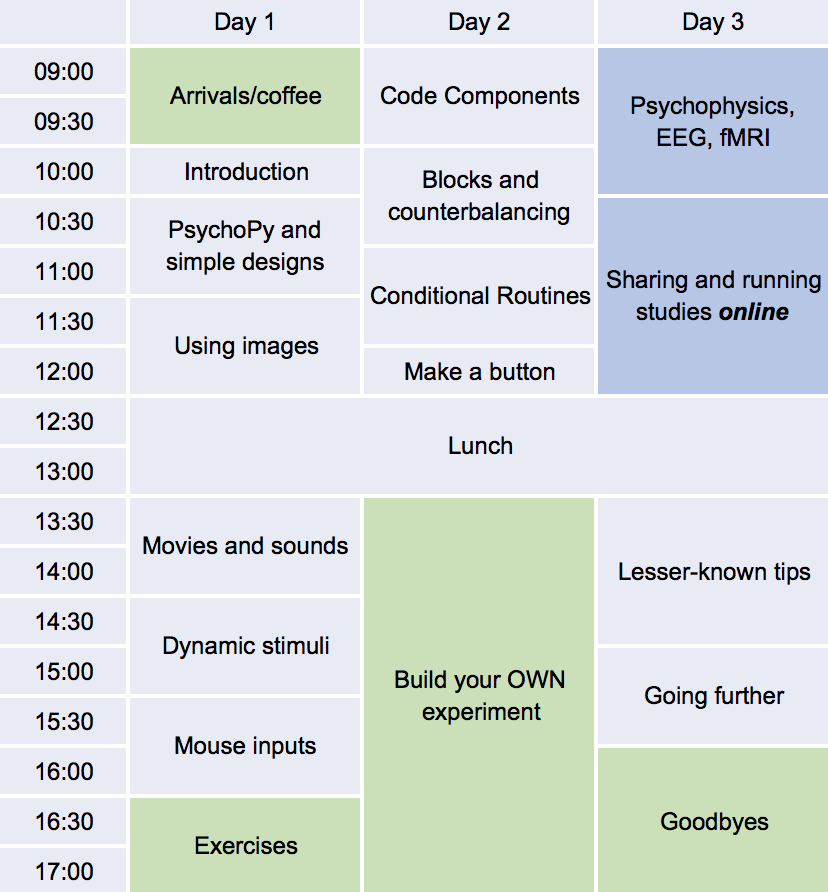 Day 1 Day 2 Day 3
09:00
Arrivals/coffee
Code Components
Psychophysics,
EEG, fMRI
09:30
10:00
Introduction
Blocks and
counterbalancing
10:30
PsychoPy and
simple designs
Sharing and running
studies online
11:00
Conditional Routines
11:30
Using images
12:00
Make a button
12:30
Lunch
13:00
13:30
Movies and sounds
Build your OWN
experiment
Lesser-known tips
14:00
14:30
Dynamic stimuli
15:00
Going further
15:30
Mouse inputs
16:00
Goodbyes
16:30
Exercises
17:00